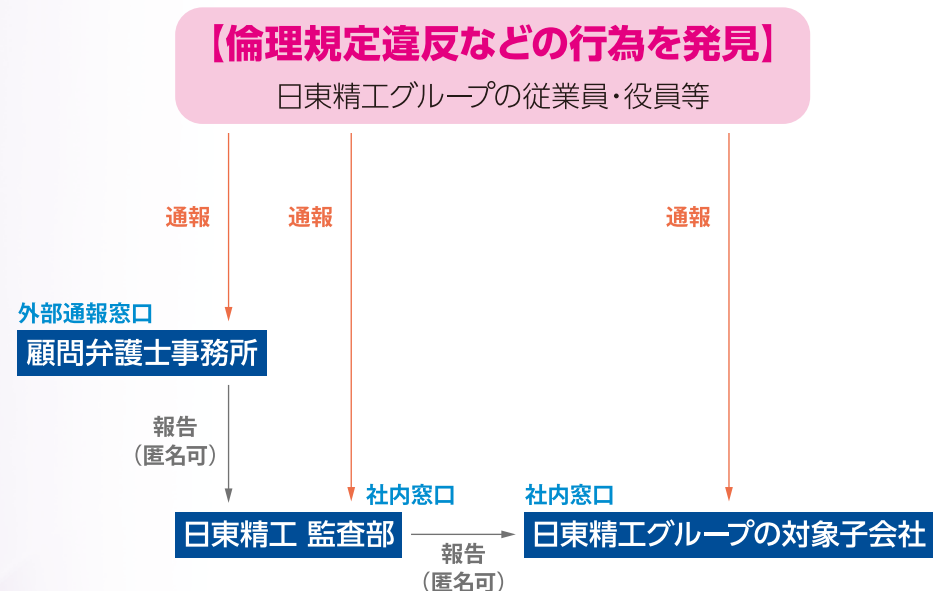 【倫理規定違反などの行為を発見】
日東精工グループの従業員・役員等
通報
通報
通報
外部通報窓口
顧問弁護士事務所
報告
（匿名可）
社内窓口
日東精工 監査部
報告
（匿名可）
社内窓口
日東精工グループの対象子会社